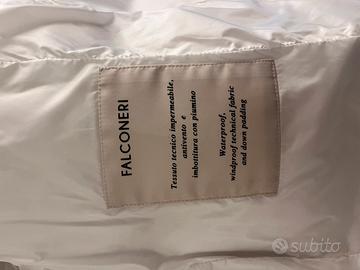 FALCONERI
Tessuto tecnico impermeabile,
antivento e
imbottitura con piumino
Waterproof,
windproof technical fabric
and down padding
subito